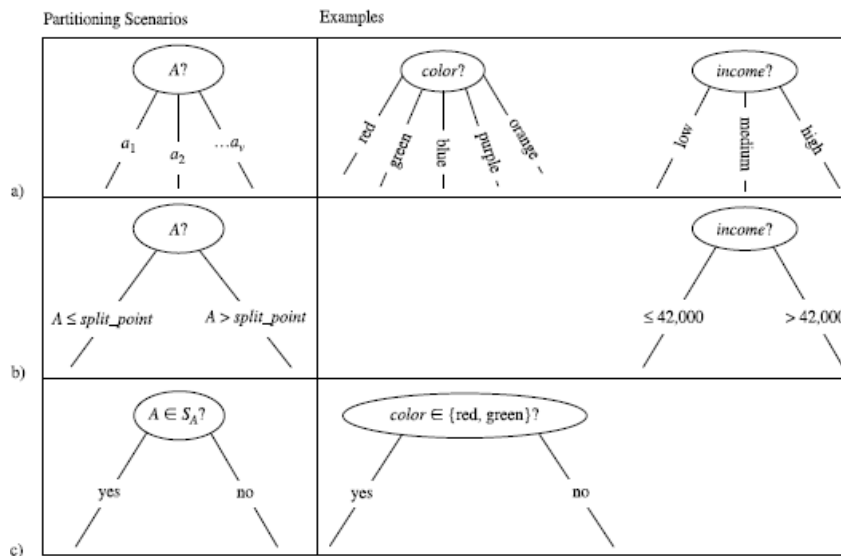 Partitioning Scenarios
Examples
A?
a1
a2
...av
color?
red
green
blue
purple
orange
income?
low
medium
high
a)
A?
A ≤ split_point
A > split_point
income?
≤ 42,000
> 42,000
b)
A ∈ SA?
yes
no
color ∈ {red, green}?
yes
no
c)